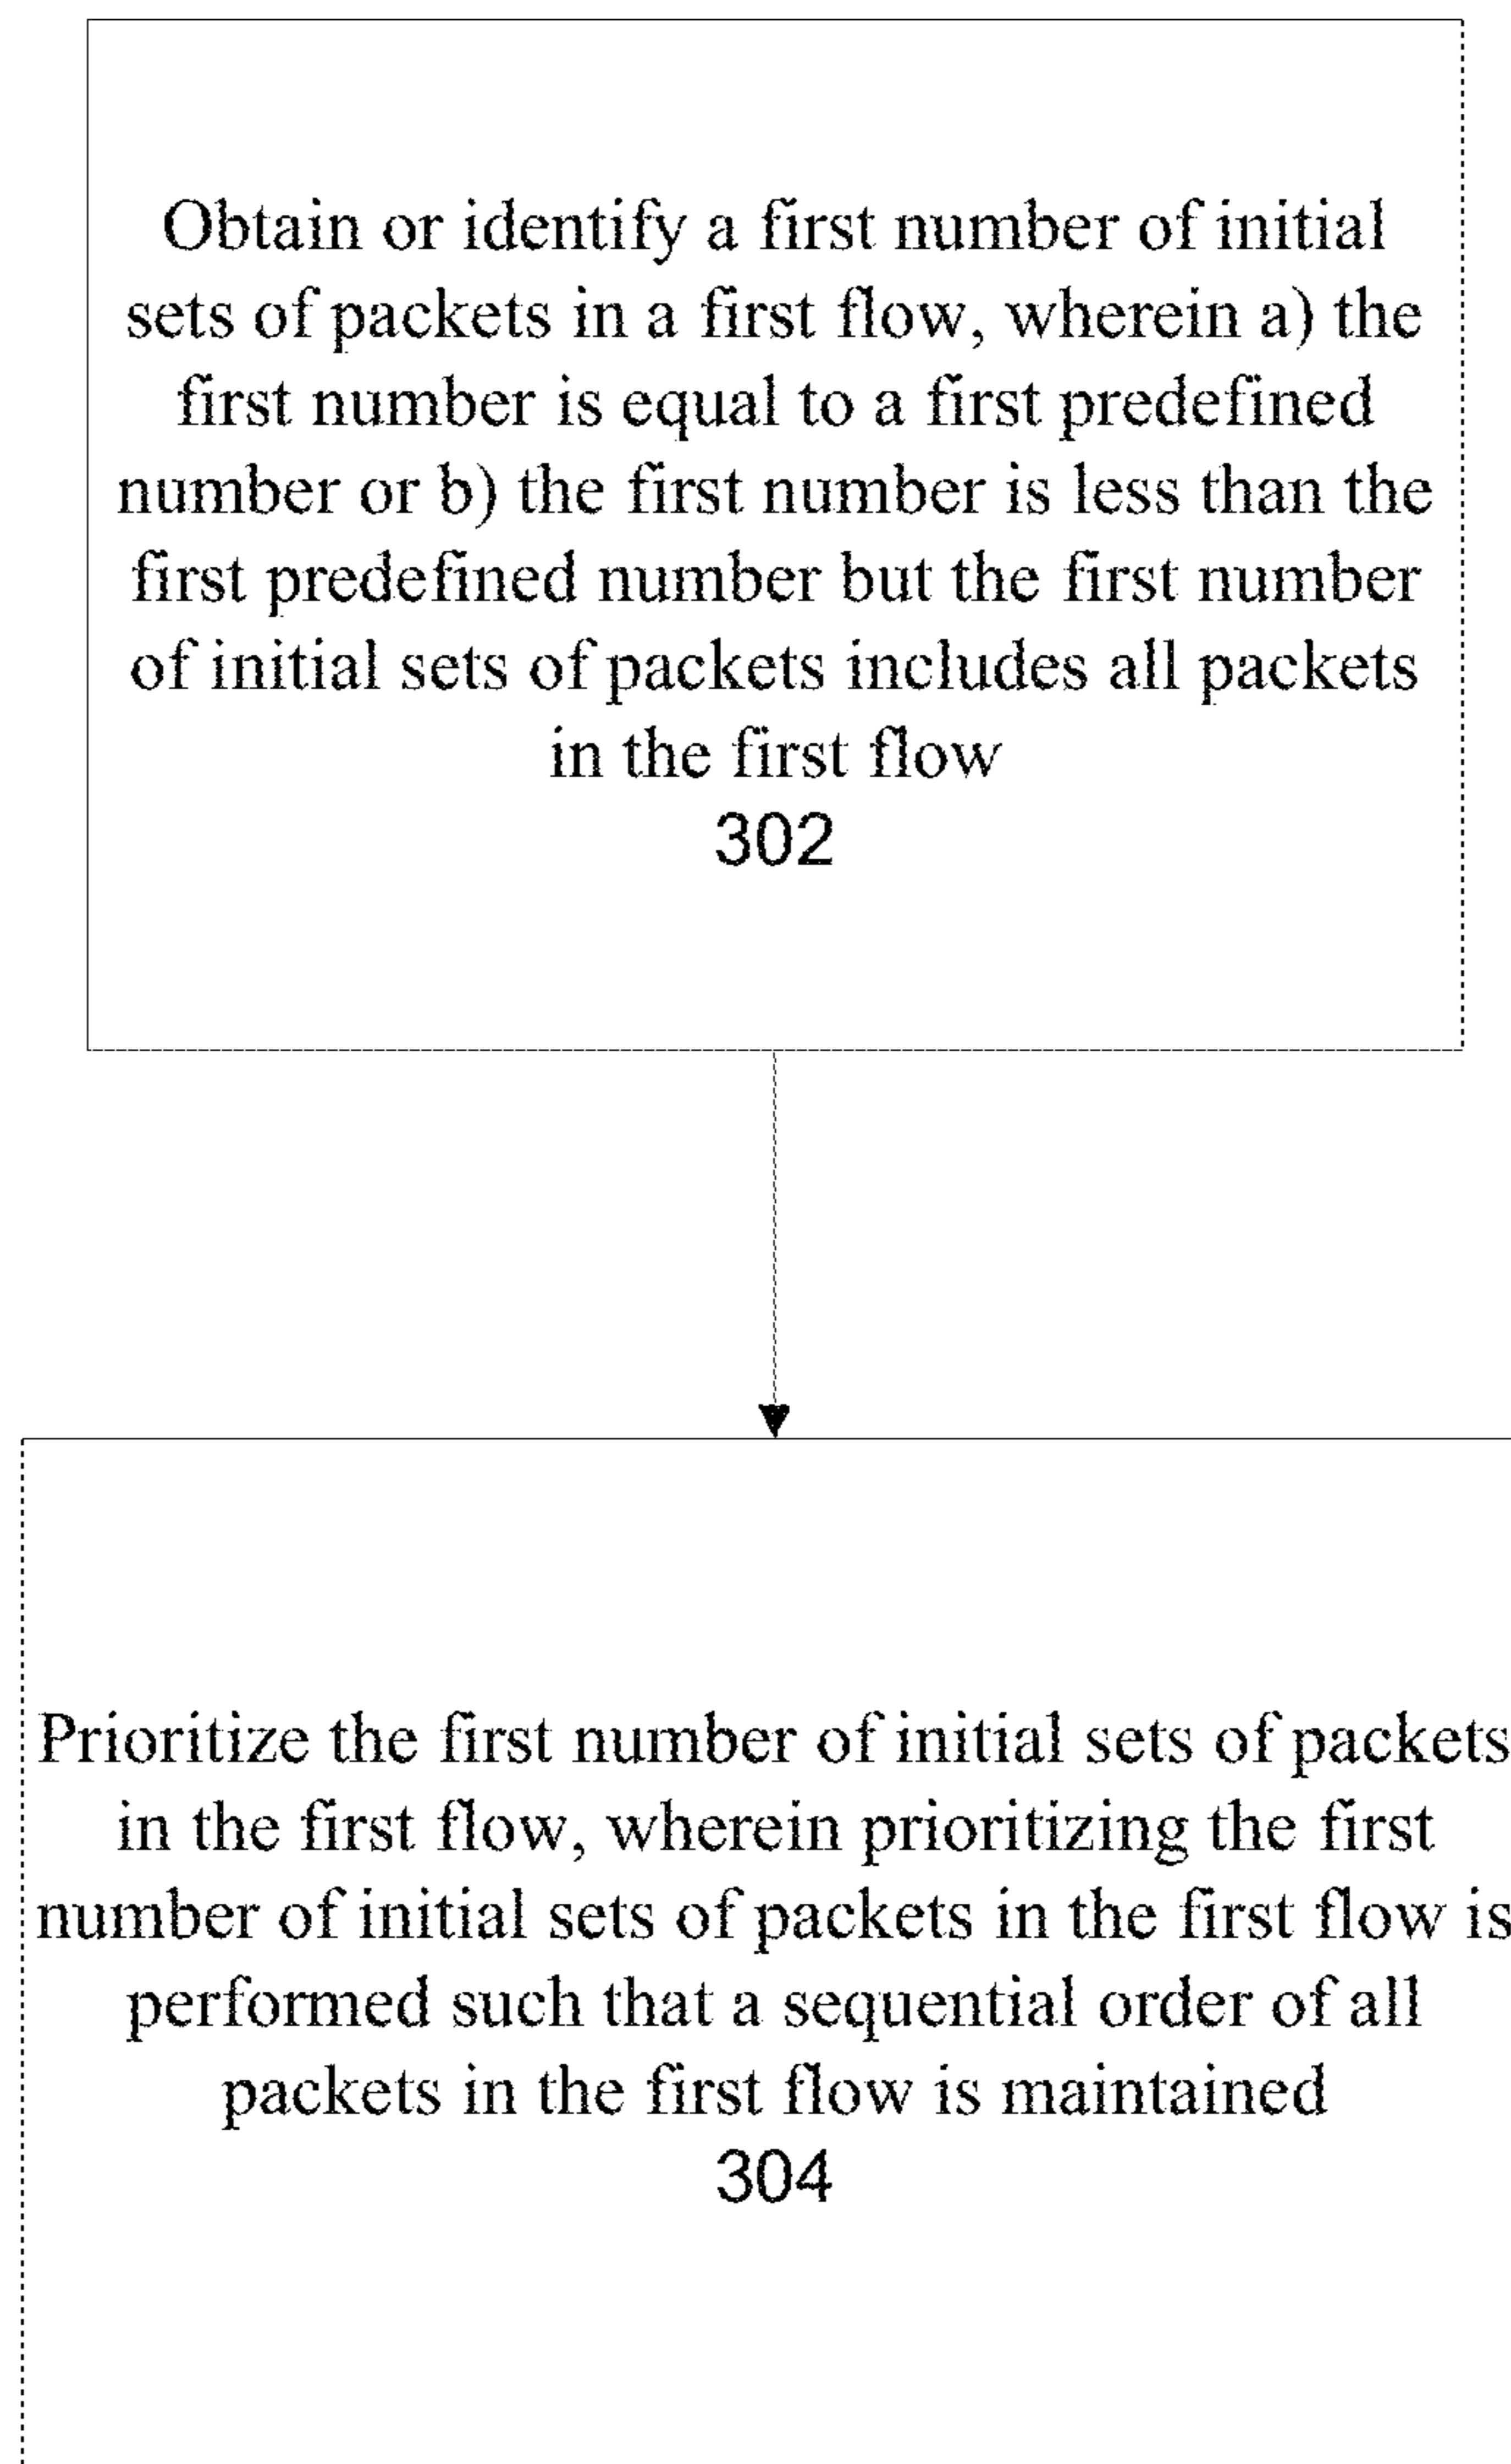 Obtain or identify a first number of initial
sets of packets in a first flow, wherein a) the
first number is equal to a first predefined
number or b) the first number is less than the
first predefined number but the first number
of initial sets of packets includes all packets
in the first flow
302
Prioritize the first number of initial sets of packets
in the first flow, wherein prioritizing the first
number of initial sets of packets in the first flow is
performed such that a sequential order of all
packets in the first flow is maintained
304